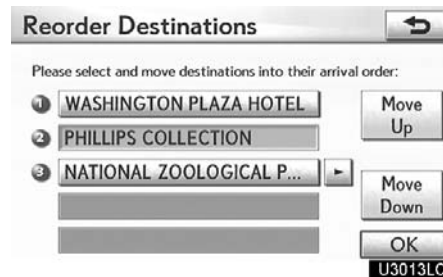 Reorder Destinations
Please select and move destinations into their arrival order:
1 WASHINGTON PLAZA HOTEL
Move Up
2 PHILLIPS COLLECTION
3 NATIONAL ZOOLOGICAL P...
Move Down
OK
U3013LC